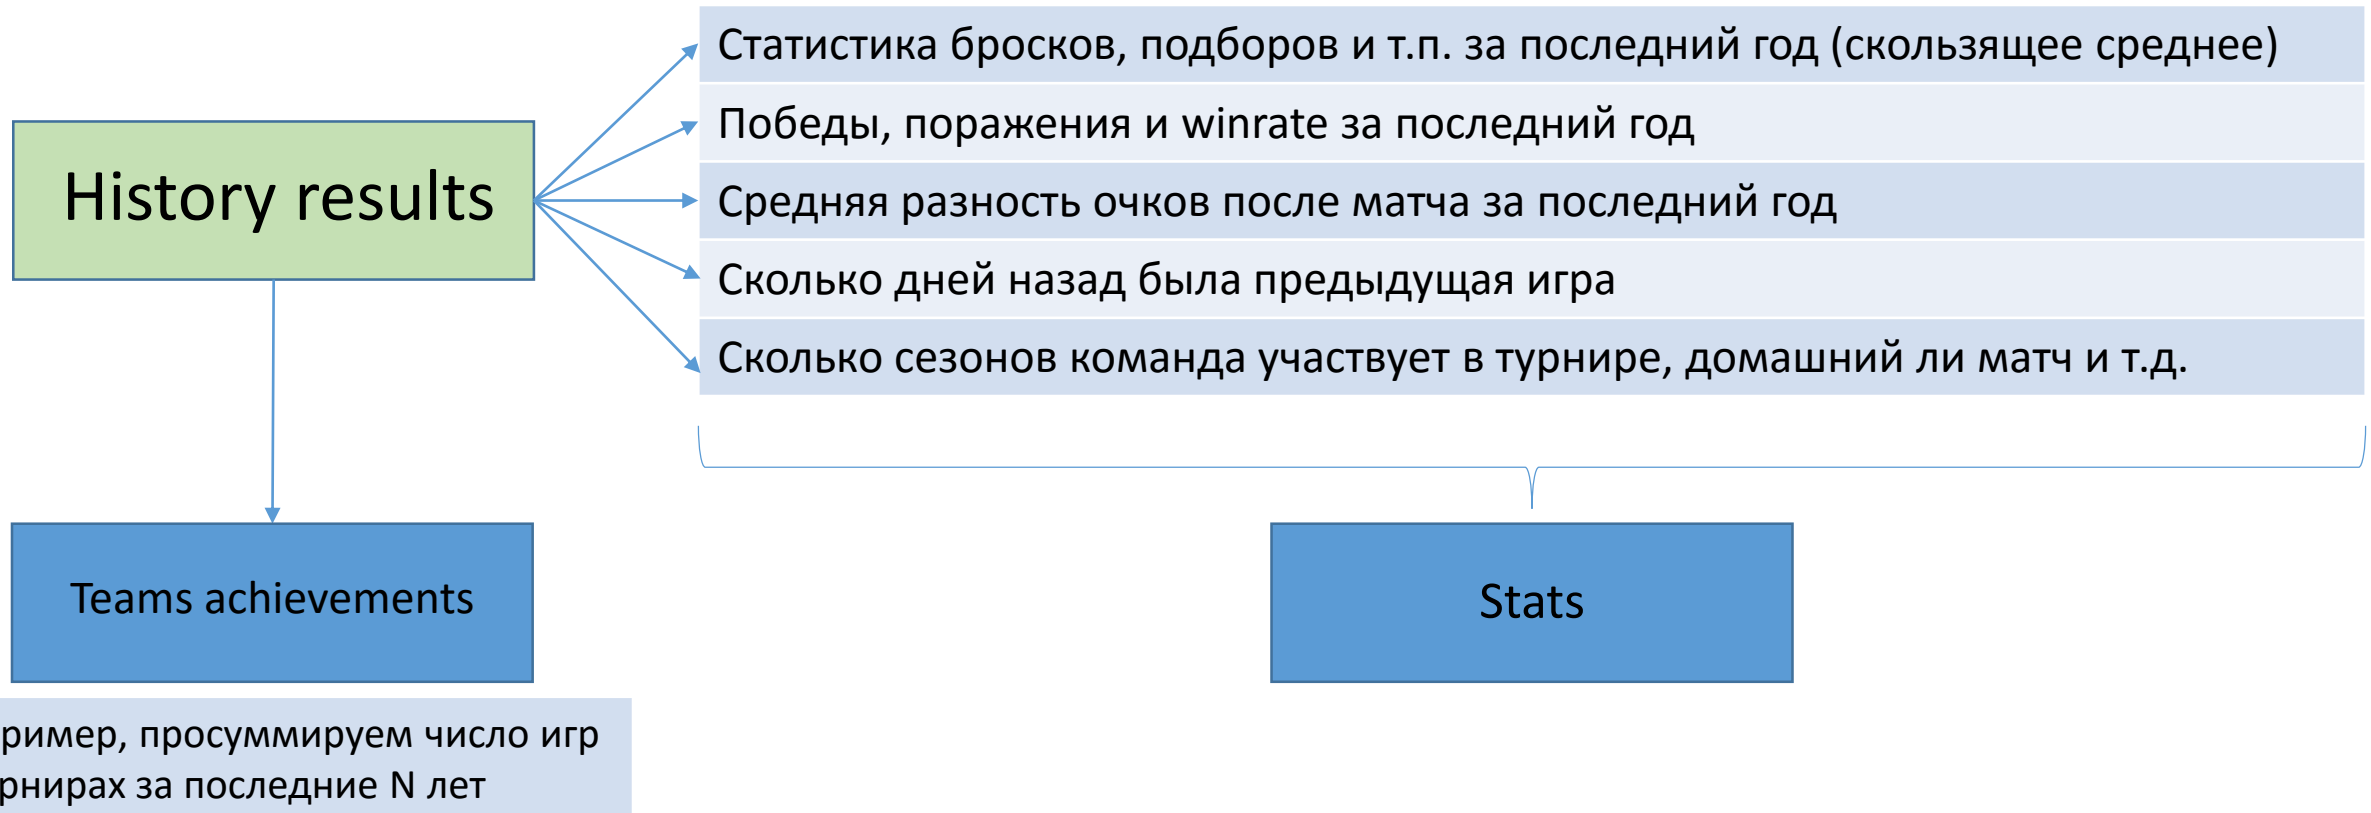 Статистика бросков, подборов и т.п. за последний год (скользящее среднее)
Победы, поражения и winrate за последний год
History results
Средняя разность очков после матча за последний год
Сколько дней назад была предыдущая игра
Сколько сезонов команда участвует в турнире, домашний ли матч и т.д.
Teams achievements
Stats
ример, просуммируем число игр
рнирах за последние N лет